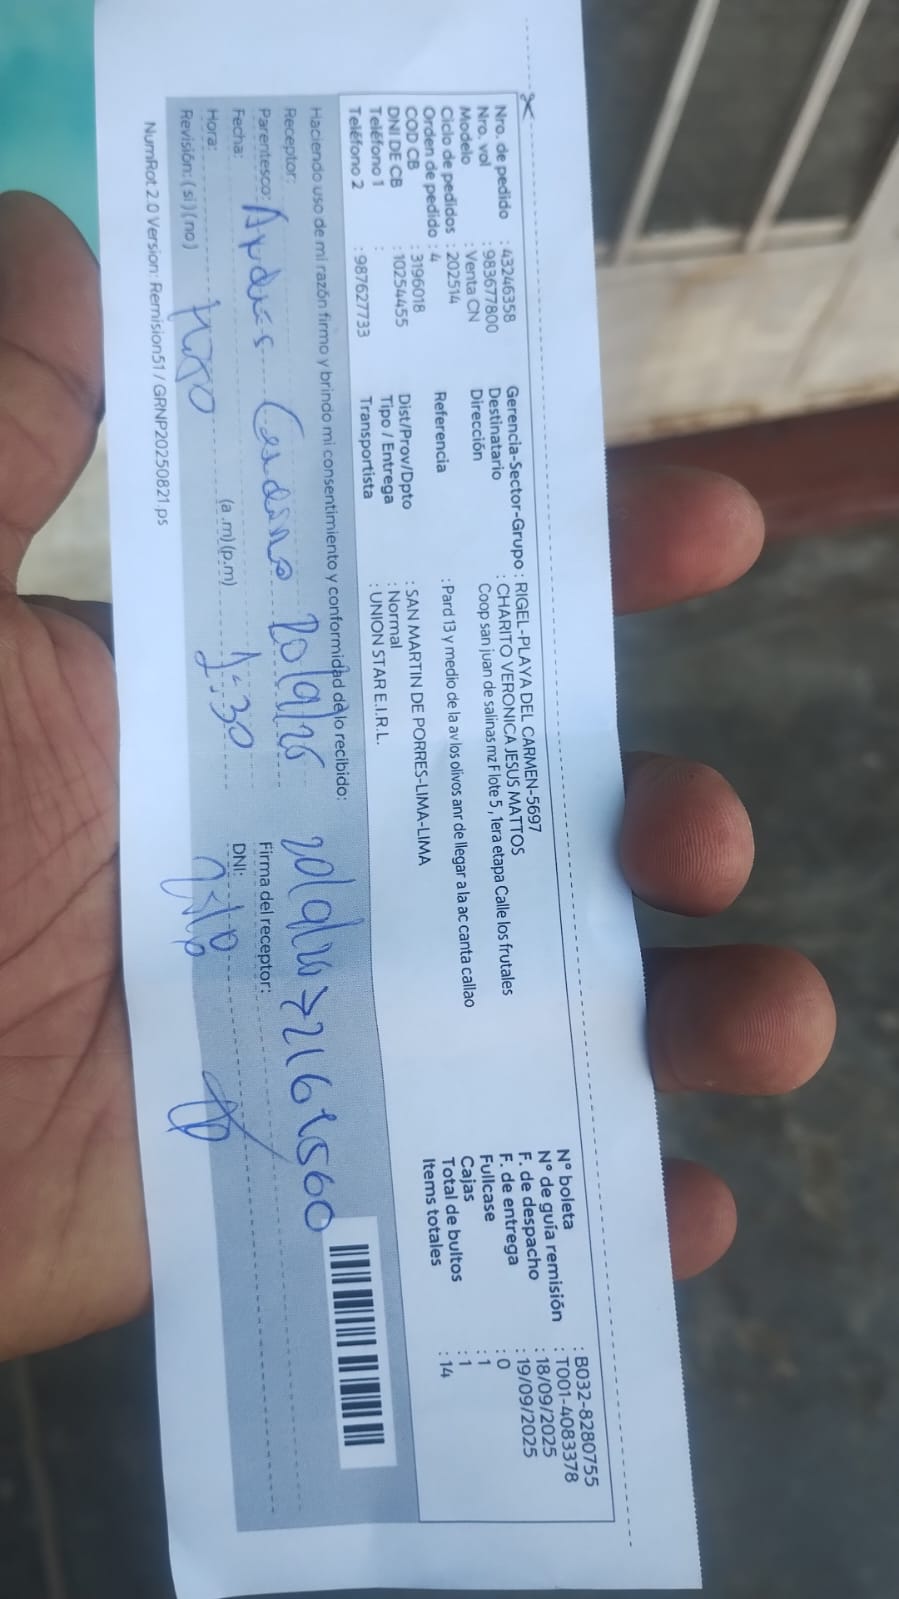 Nro. de pedido : 43246358
Nro. vol : 983677800
Modelo : Venta CN
Ciclo de pedidos : 202514
Orden de pedido : 4
COD CB : 3196018
DNI DE CB : 10254455
Teléfono 1 :
Teléfono 2 : 987627733
Gerencia-Sector-Grupo : RIGEL-PLAYA DEL CARMEN-5697
Destinatario : CHARITO VERONICA JESUS MATTOS
Dirección Coop san juan de salinas mz F lote 5 , 1era etapa Calle los frutales
Referencia : Pard 13 y medio de la av los olivos anr de llegar a la ac canta callao
Dist/Prov/Dpto : SAN MARTIN DE PORRES-LIMA-LIMA
Tipo / Entrega : Normal
Transportista : UNION STAR E.I.R.L.
N° boleta : B032-8280755
N° de guía remisión : T001-4083378
F. de despacho : 18/09/2025
F. de entrega : 19/09/2025
Fullcase : 0
Cajas : 1
Total de bultos : 1
Items totales : 14
Haciendo uso de mi razón firmo y brindo mi consentimiento y conformidad de lo recibido:
Receptor:
Parentesco:
Fecha:
Hora: (a .m) (p.m) 1:30
Revisión: ( si ) ( no )
Firma del receptor:
DNI:
NumRot 2.0 Version: Remision51 / GRNP20250821.ps